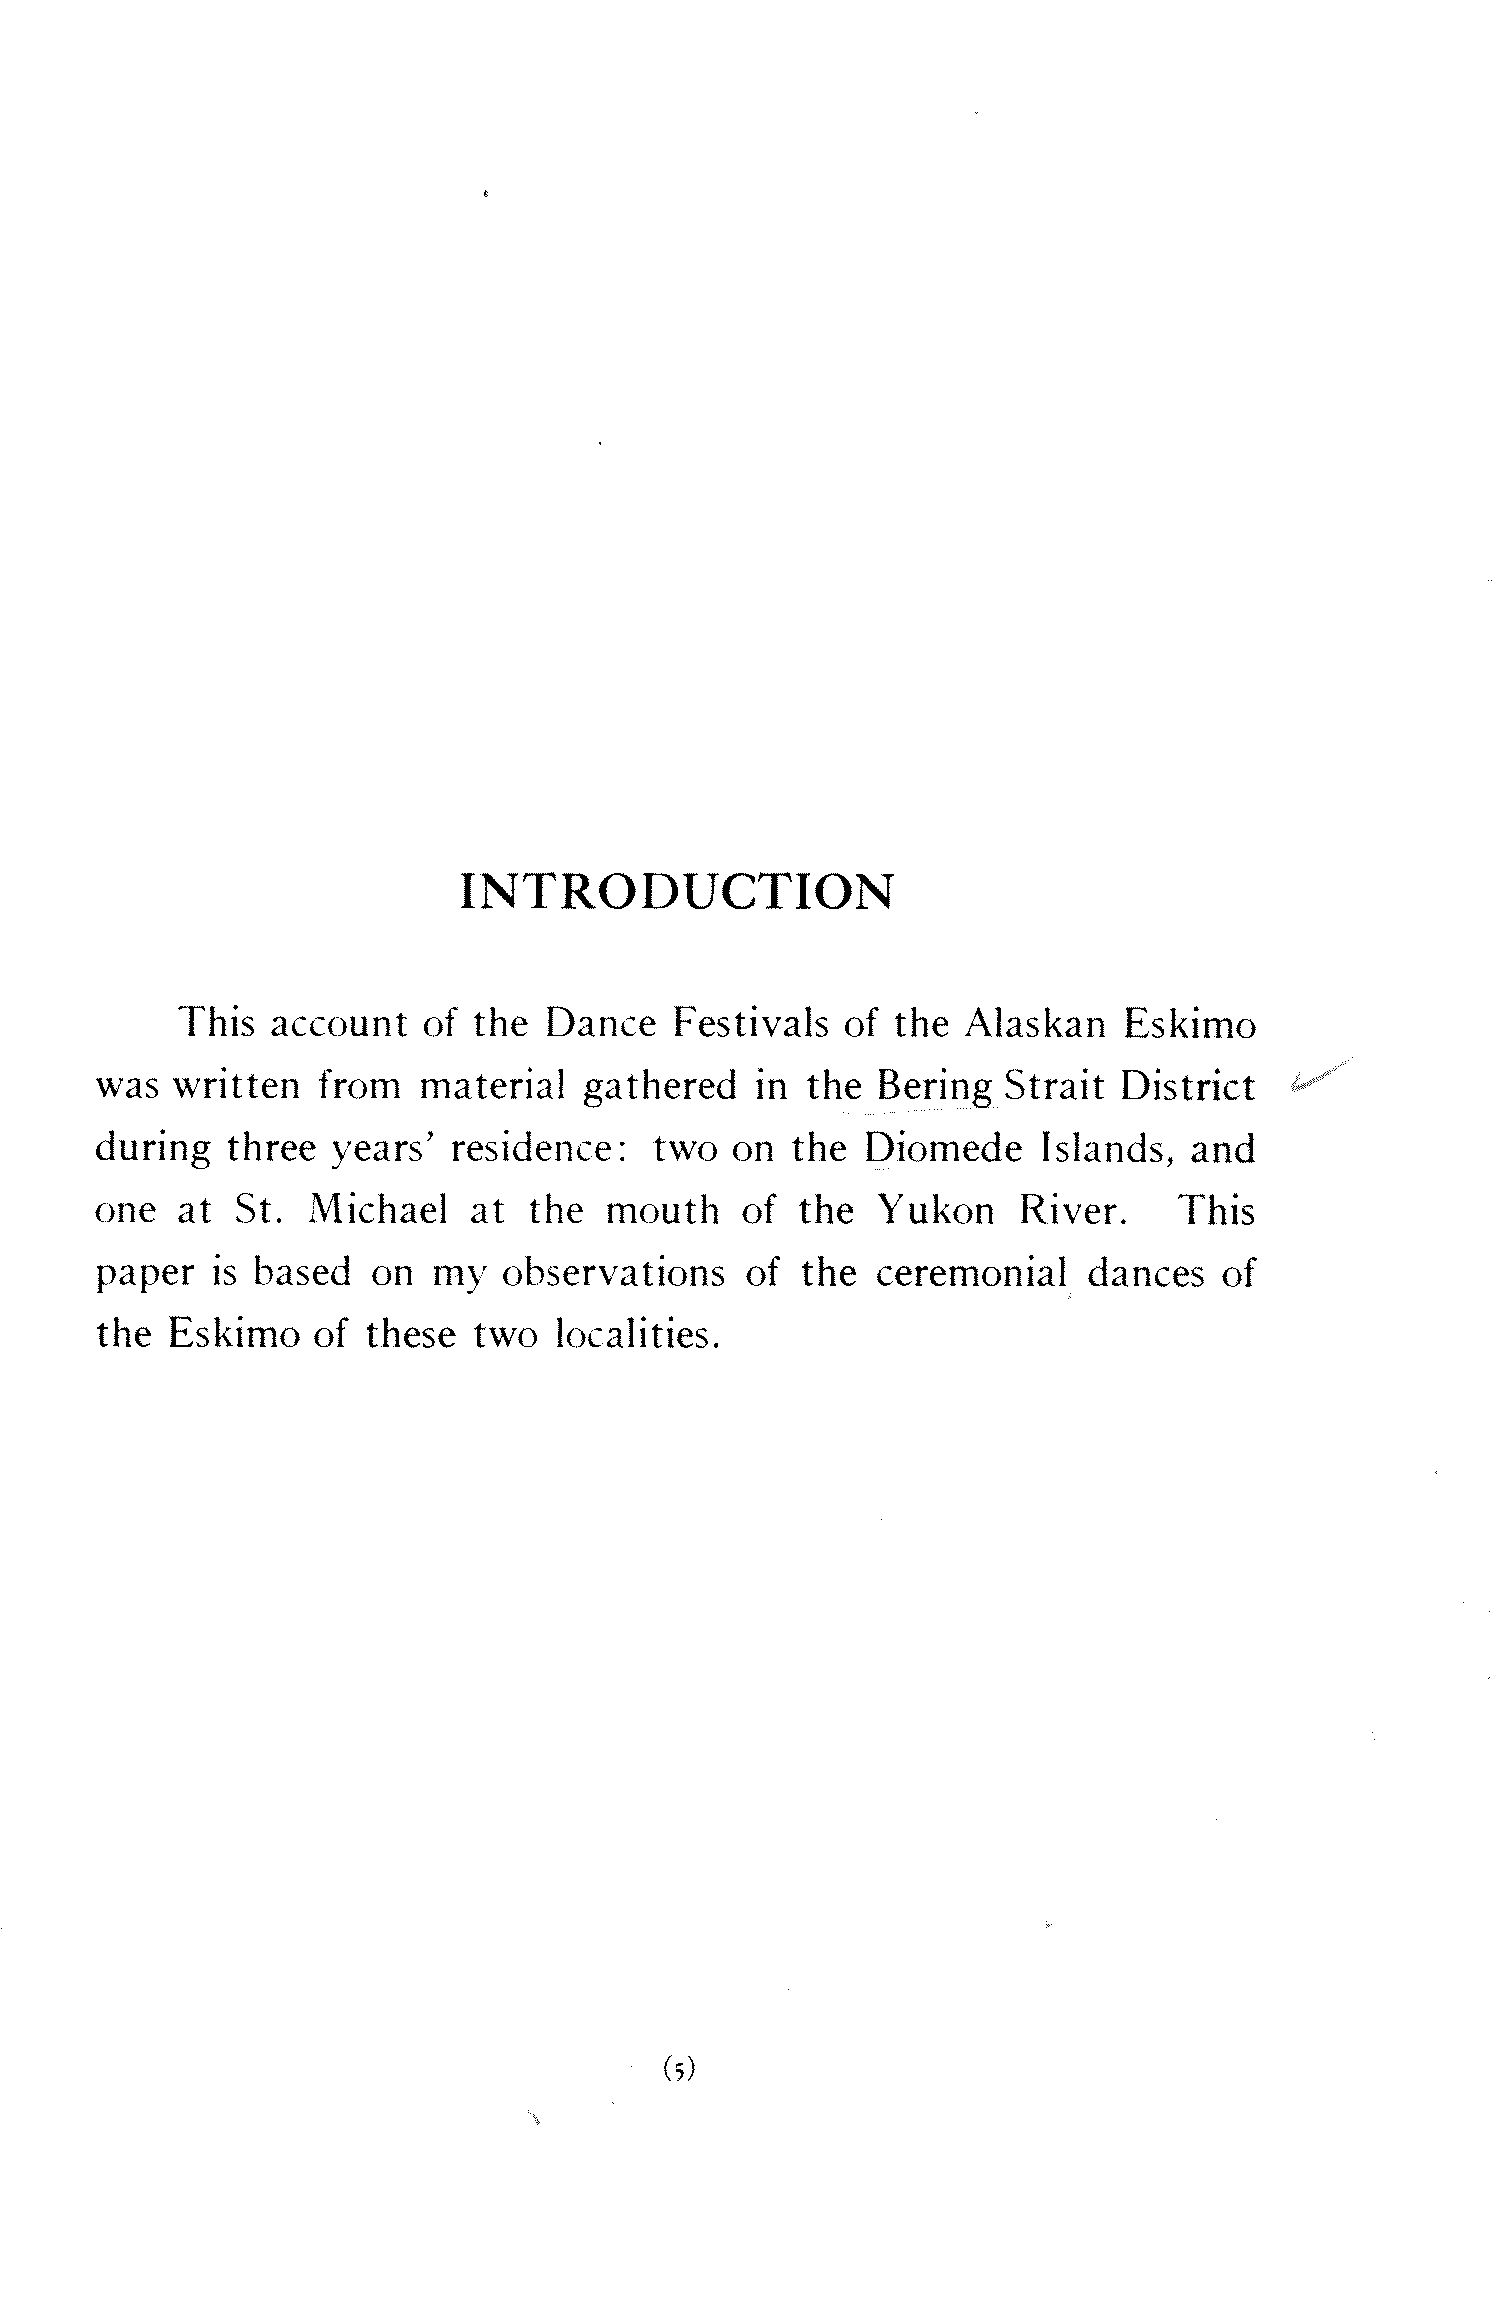 INTRODUCTION
This account of the Dance Festivals of the Alaskan Eskimo
was written from material gathered in the Bering Strait District
during three years’ residence: two on the Diomede Islands, and
one at St. Michael at the mouth of the Yukon River. This
paper is based on my observations of the ceremonial dances of
the Eskimo of these two localities.
(5)